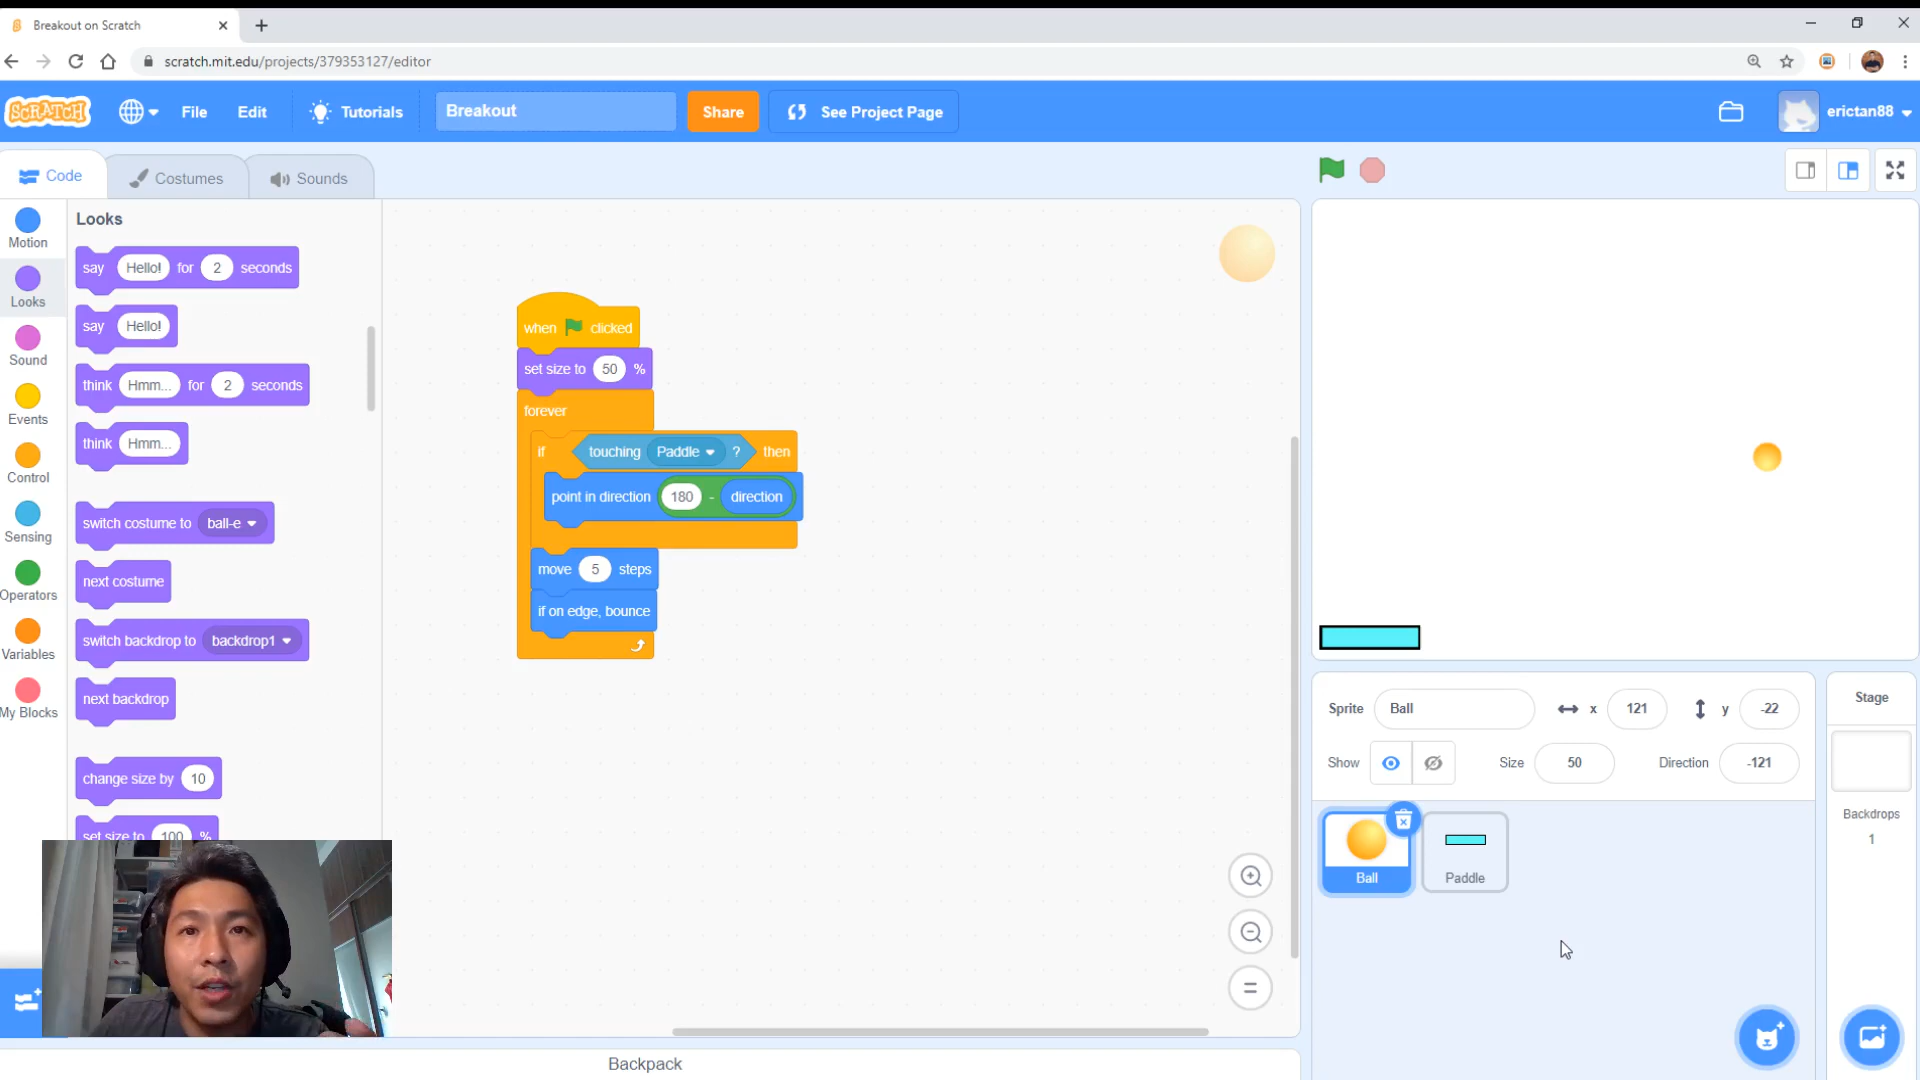 Breakout on Scratch
scratch.mit.edu/projects/379353127/editor
SCRATCH
File
Edit
Tutorials
Breakout
Share
See Project Page
erictan88
Code
Costumes
Sounds
Motion
Looks
Sound
Events
Control
Sensing
Operators
Variables
My Blocks
Looks
say Hello! for 2 seconds
say Hello!
think Hmm... for 2 seconds
think Hmm...
switch costume to ball-e
next costume
switch backdrop to backdrop1
next backdrop
change size by 10
set size to 100 %
when clicked
set size to 50 %
forever
if touching Paddle ? then
point in direction 180 - direction
move 5 steps
if on edge, bounce
Backpack
Sprite Ball x 121 y -22
Show Size 50 Direction -121
Ball
Paddle
Stage
Backdrops
1